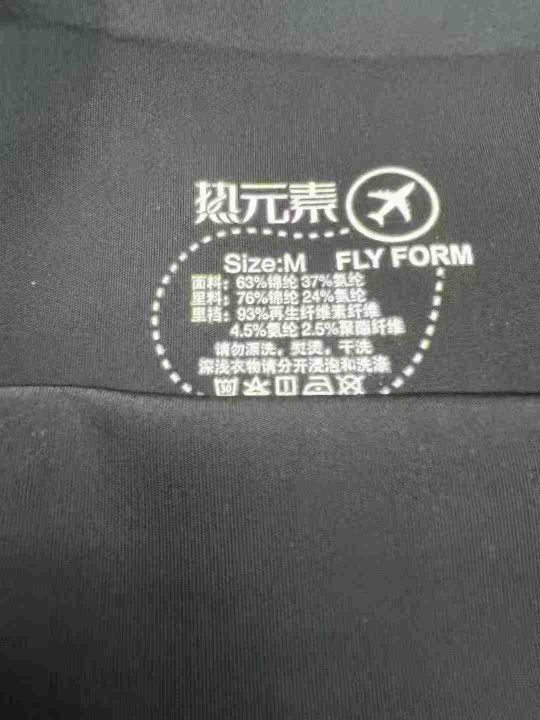 热元素
FLY FORM
Size:M
面料：63%锦纶 37%氨纶
里料：76%锦纶 24%氨纶
里裆：93%再生纤维素纤维
4.5%氨纶 2.5%聚酯纤维
请勿漂洗，熨烫，干洗
深浅衣物请分开浸泡和洗涤